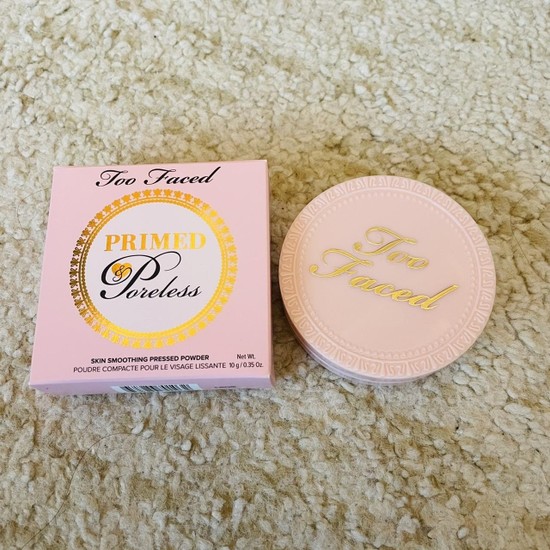 Too Faced
PRIMED
&
Poreless
SKIN SMOOTHING PRESSED POWDER
Net Wt.
POUDRE COMPACTE POUR LE VISAGE LISSANTE
10 g / 0.35 Oz.
Too
Faced